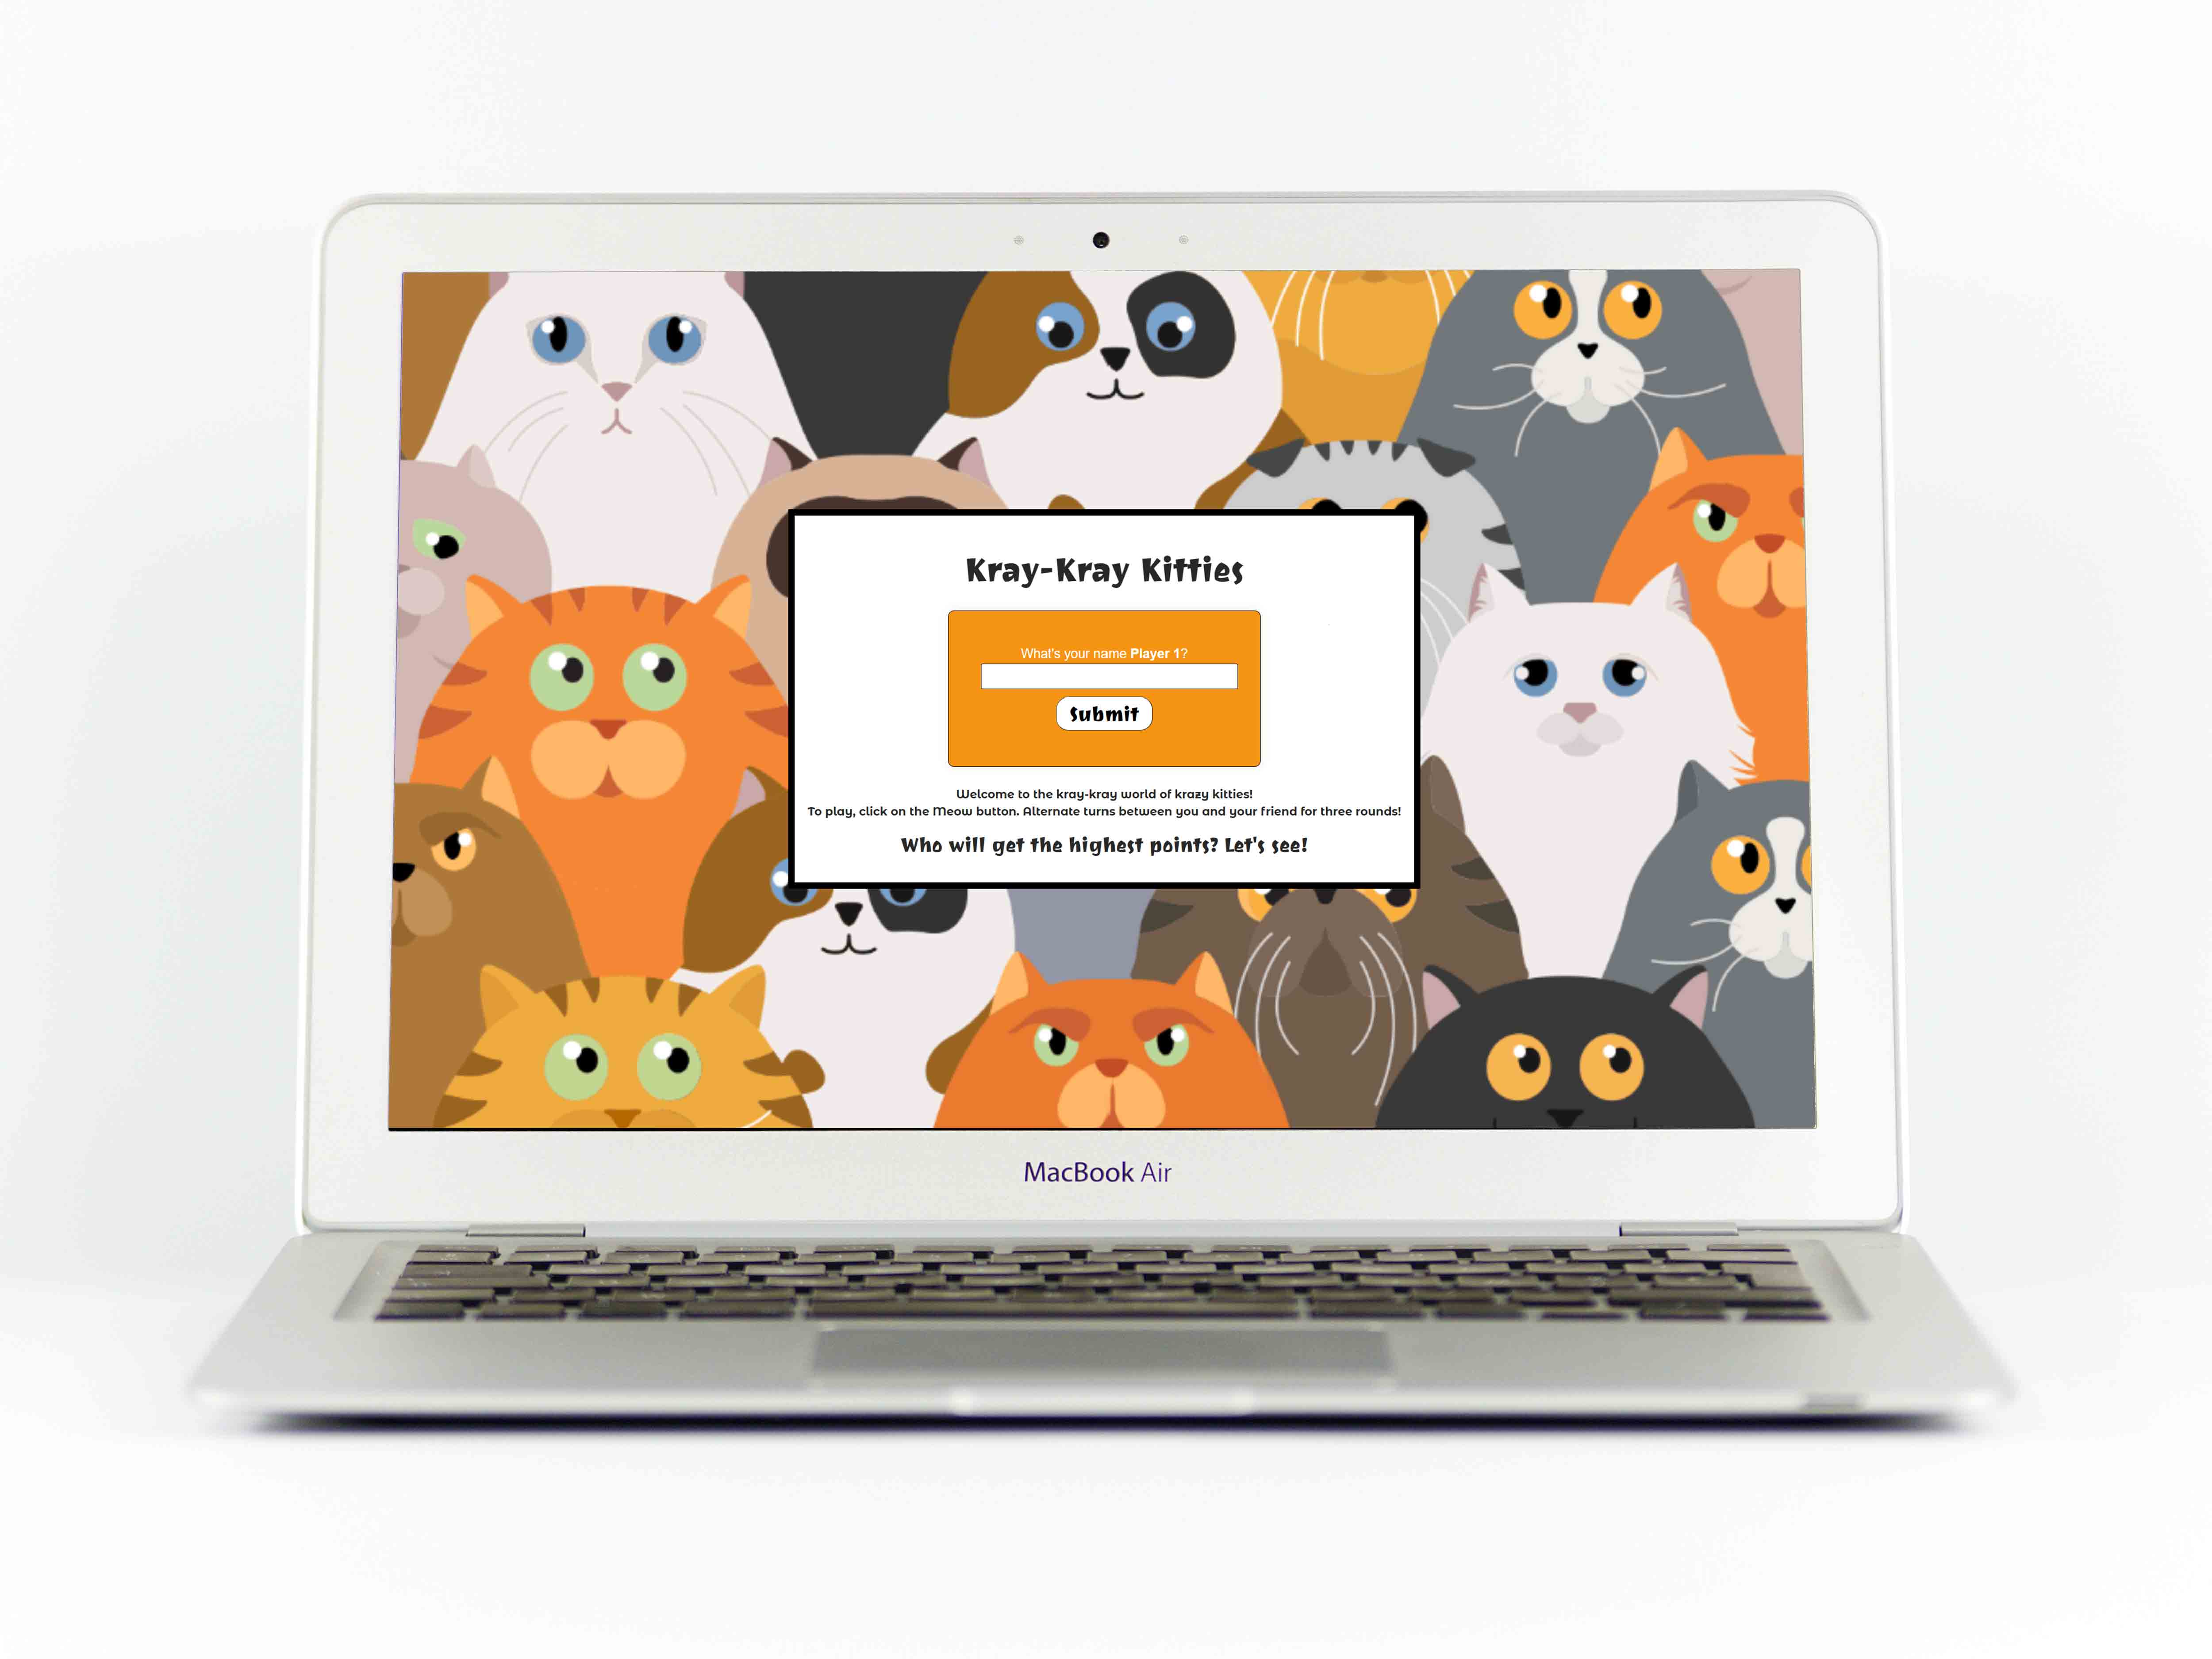 Kray-Kray Kitties
What's your name Player 1?
Submit
Welcome to the kray-kray world of krazy kitties!
To play, click on the Meow button. Alternate turns between you and your friend for three rounds!
Who will get the highest points? Let's see!
MacBook Air